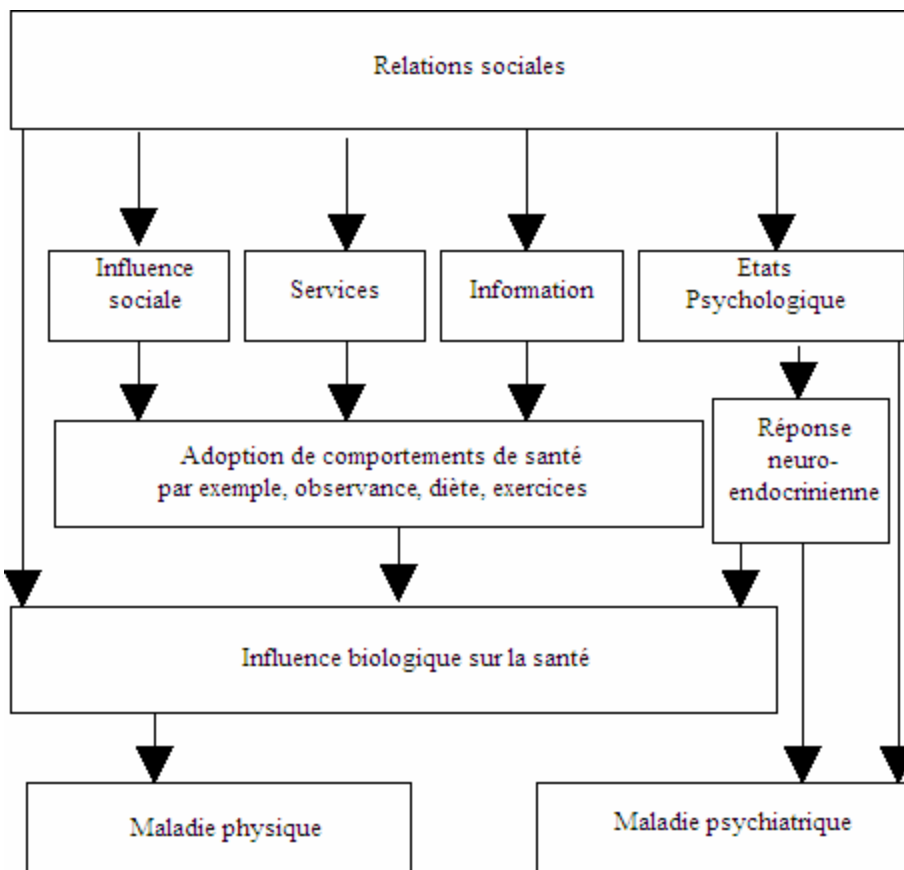 Relations sociales
Influence
sociale
Services
Information
Etats
Psychologique
Adoption de comportements de santé
par exemple, observance, diète, exercices
Réponse
neuro-
endocrinienne
Influence biologique sur la santé
Maladie physique
Maladie psychiatrique